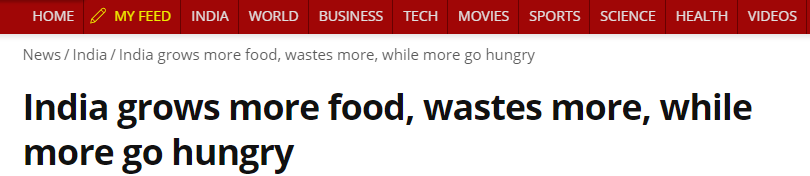 HOME MY FEED INDIA WORLD BUSINESS TECH MOVIES SPORTS SCIENCE HEALTH VIDEOS
News / India / India grows more food, wastes more, while more go hungry
India grows more food, wastes more, while
more go hungry